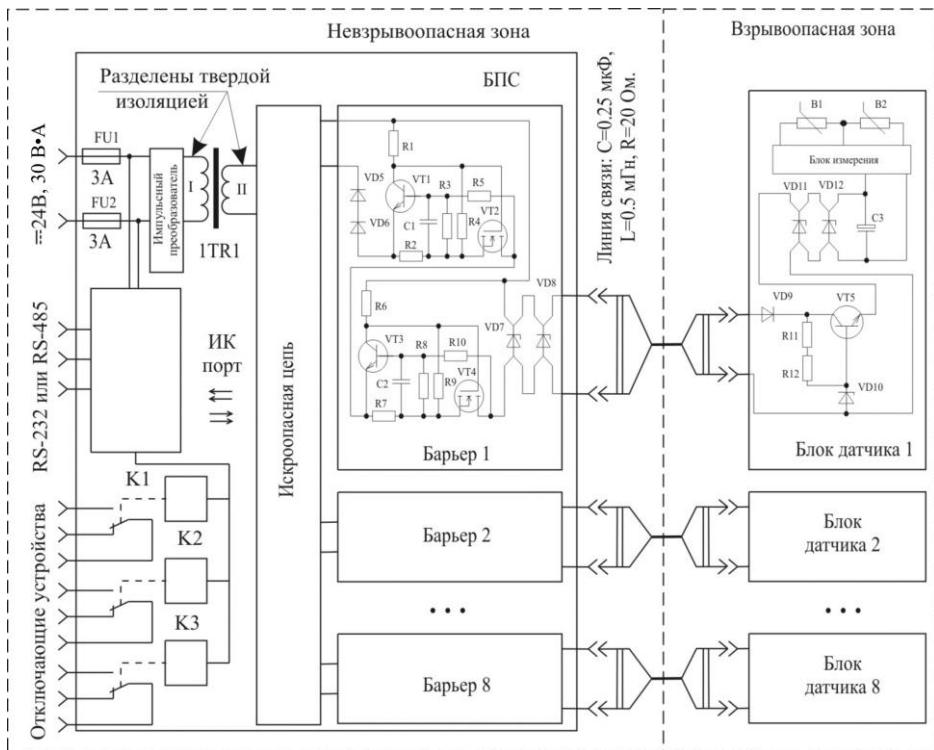 Невзрывоопасная зона
Взрывоопасная зона
Разделены твердой
изоляцией
БПС
⎓24В, 30 В•А
FU1
3А
FU2
3А
Импульсный
преобразователь
I
II
1TR1
RS-232 или RS-485
ИК
порт
Отключающие устройства
K1
K2
K3
Искроопасная цепь
R1
VD5
VD6
VT1
R3
R5
C1
R4
VT2
R2
R6
VT3
R8
R10
C2
R9
VT4
R7
VD7
VD8
Барьер 1
Барьер 2
• • •
Барьер 8
Линия связи: С=0.25 мкФ,
L=0.5 мГн, R=20 Ом.
B1
B2
Блок измерения
VD11
VD12
C3
VD9
VT5
R11
R12
VD10
Блок датчика 1
Блок
датчика 2
• • •
Блок
датчика 8